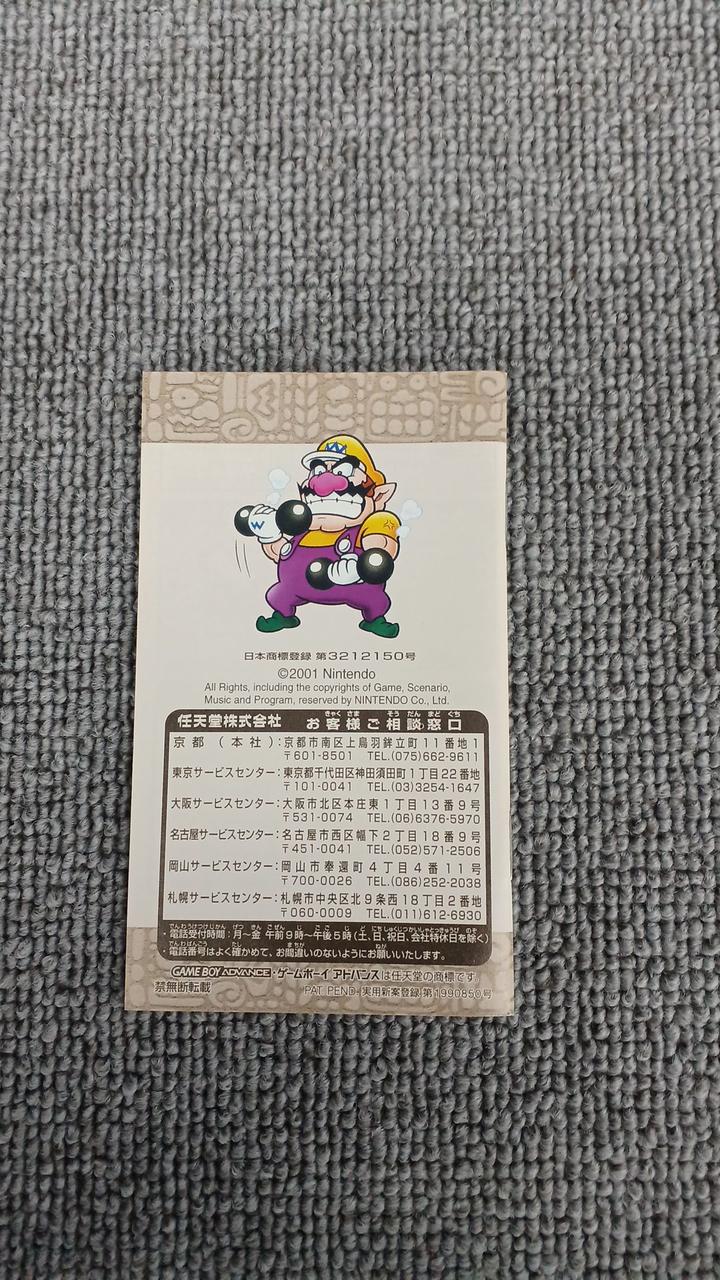 W
日本商標登録 第3212150号
©2001 Nintendo
All Rights, including the copyrights of Game, Scenario,
Music and Program, reserved by NINTENDO Co., Ltd.
きゃく さま そう だん まど ぐち
任天堂株式会社 お客様ご相談窓口
京都(本社):京都市南区上鳥羽鉾立町11番地1
〒601-8501 TEL.(075)662-9611
東京サービスセンター:東京都千代田区神田須田町1丁目22番地
〒101-0041 TEL.(03)3254-1647
大阪サービスセンター:大阪市北区本庄東1丁目13番9号
〒531-0074 TEL.(06)6376-5970
名古屋サービスセンター:名古屋市西区幅下2丁目18番9号
〒451-0041 TEL.(052)571-2506
岡山サービスセンター:岡山市奉還町4丁目4番11号
〒700-0026 TEL.(086)252-2038
札幌サービスセンター:札幌市中央区北9条西18丁目2番地
〒060-0009 TEL.(011)612-6930
・電話受付時間:月~金 午前9時~午後5時(土、日、祝日、会社特休日を除く)
・電話番号はよく確かめて、お間違いのないようにお願いいたします。
GAME BOY ADVANCE・ゲームボーイ アドバンスは任天堂の商標です。
禁無断転載 PAT. PEND. 実用新案登録 第1990850号